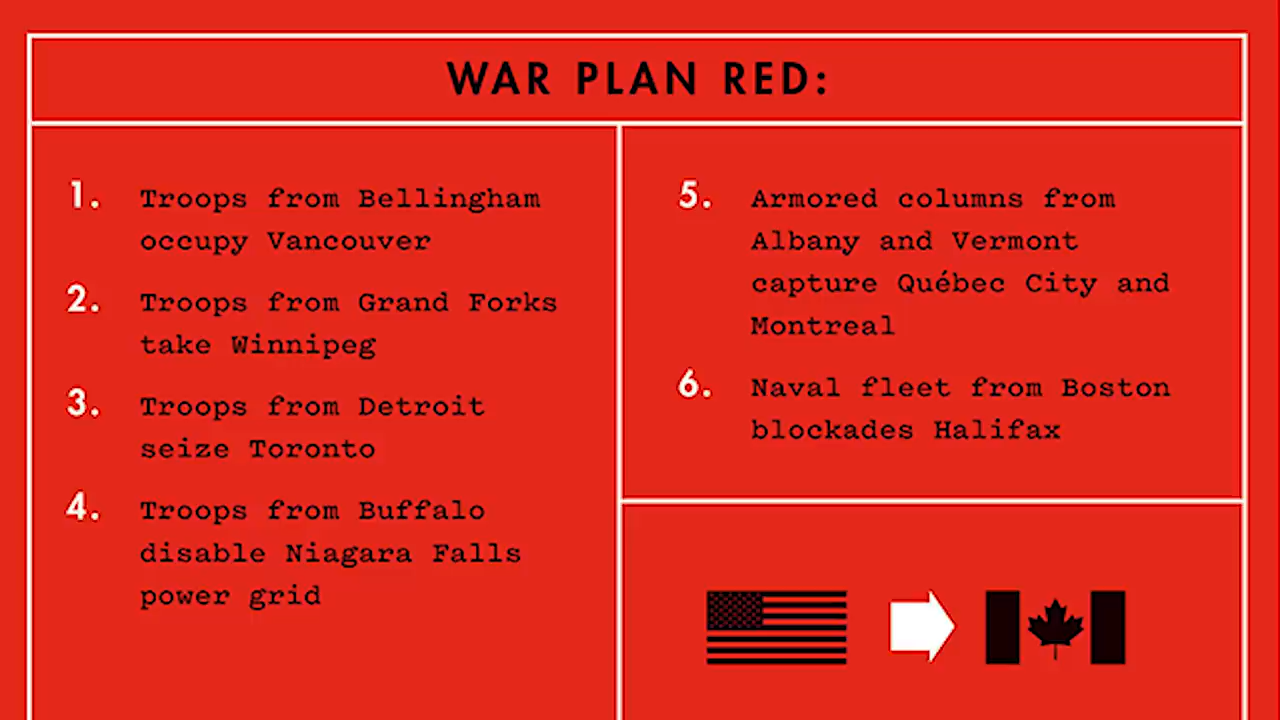 WAR PLAN RED:
1. Troops from Bellingham
occupy Vancouver
2. Troops from Grand Forks
take Winnipeg
3. Troops from Detroit
seize Toronto
4. Troops from Buffalo
disable Niagara Falls
power grid
5. Armored columns from
Albany and Vermont
capture Québec City and
Montreal
6. Naval fleet from Boston
blockades Halifax